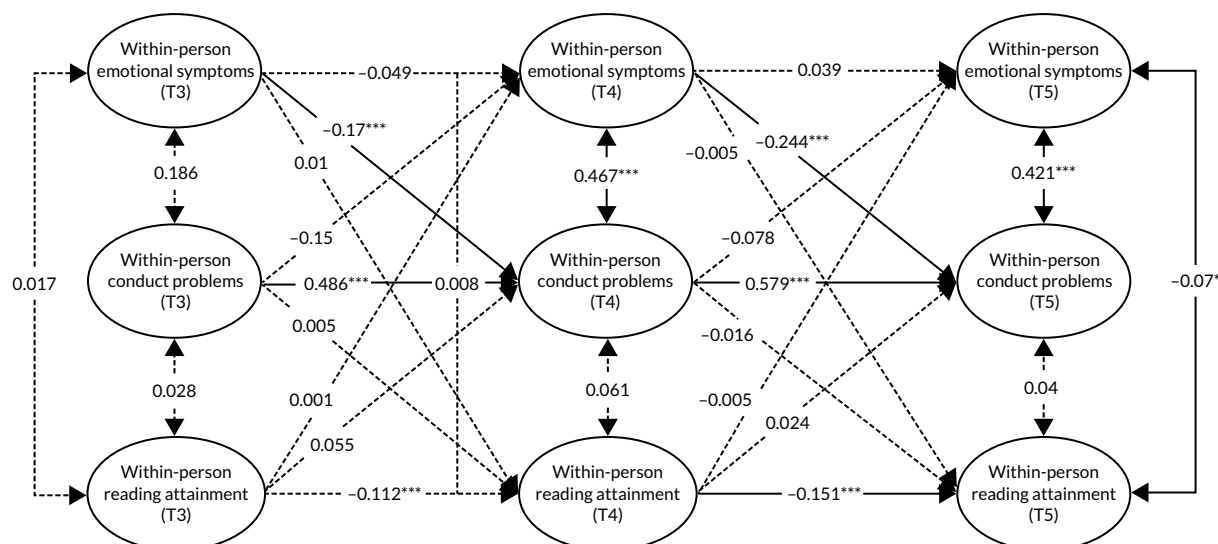 Within-person
emotional symptoms
(T3)
Within-person
emotional symptoms
(T4)
Within-person
emotional symptoms
(T5)
–0.049
0.039
–0.17***
–0.244***
0.01
–0.005
0.186
0.467***
0.421***
–0.15
–0.078
Within-person
conduct problems
(T3)
Within-person
conduct problems
(T4)
Within-person
conduct problems
(T5)
0.017
0.486***
0.008
0.579***
–0.07*
0.005
–0.016
0.028
0.061
0.04
0.001
–0.005
0.055
0.024
Within-person
reading attainment
(T3)
Within-person
reading attainment
(T4)
Within-person
reading attainment
(T5)
–0.112***
–0.151***